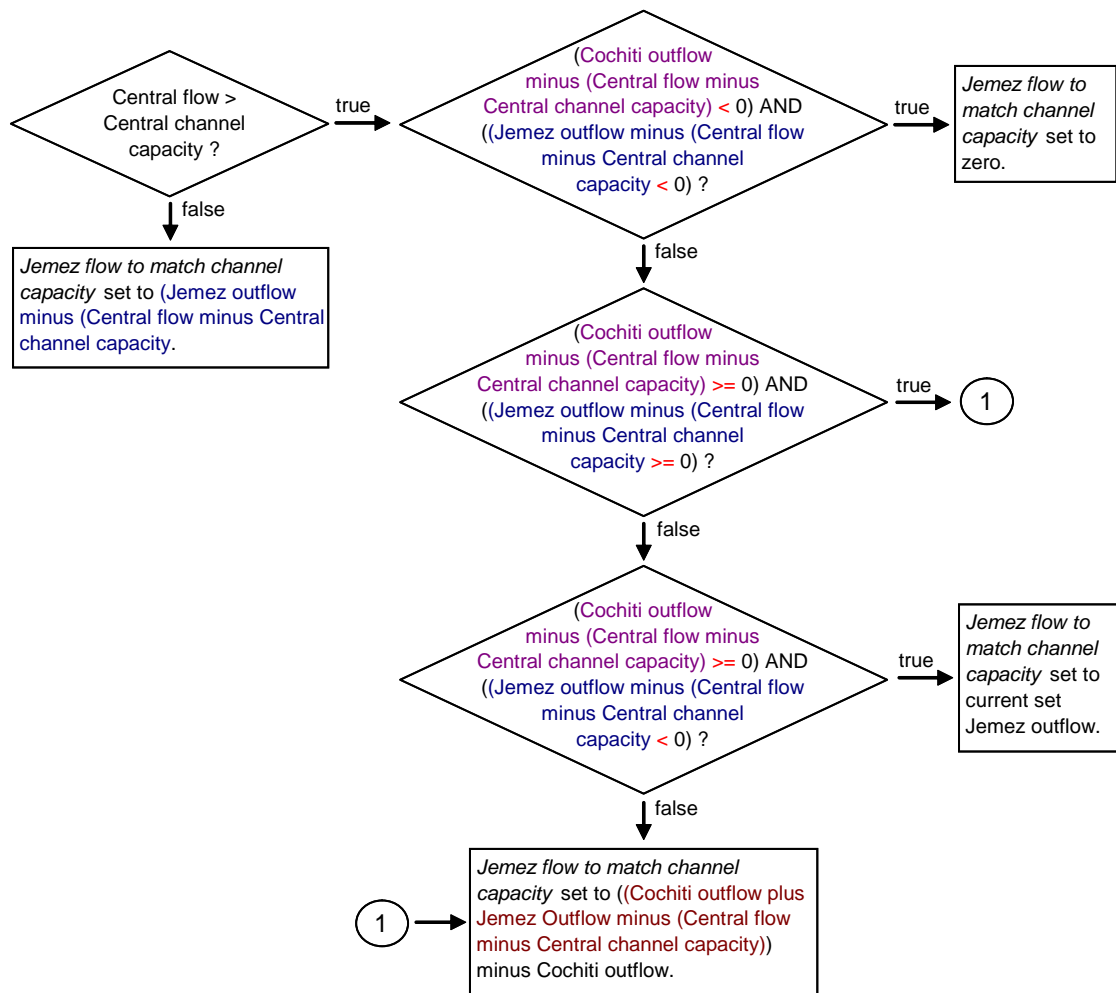 Central flow >
Central channel
capacity ?
true
false
Jemez flow to match channel
capacity set to (Jemez outflow
minus (Central flow minus Central
channel capacity.
(Cochiti outflow
minus (Central flow minus
Central channel capacity) < 0) AND
((Jemez outflow minus (Central flow
minus Central channel
capacity < 0) ?
true
Jemez flow to
match channel
capacity set to
zero.
false
(Cochiti outflow
minus (Central flow minus
Central channel capacity) >= 0) AND
((Jemez outflow minus (Central flow
minus Central channel
capacity >= 0) ?
true
1
false
(Cochiti outflow
minus (Central flow minus
Central channel capacity) >= 0) AND
((Jemez outflow minus (Central flow
minus Central channel
capacity < 0) ?
true
Jemez flow to
match channel
capacity set to
current set
Jemez outflow.
false
1
Jemez flow to match channel
capacity set to ((Cochiti outflow plus
Jemez Outflow minus (Central flow
minus Central channel capacity))
minus Cochiti outflow.